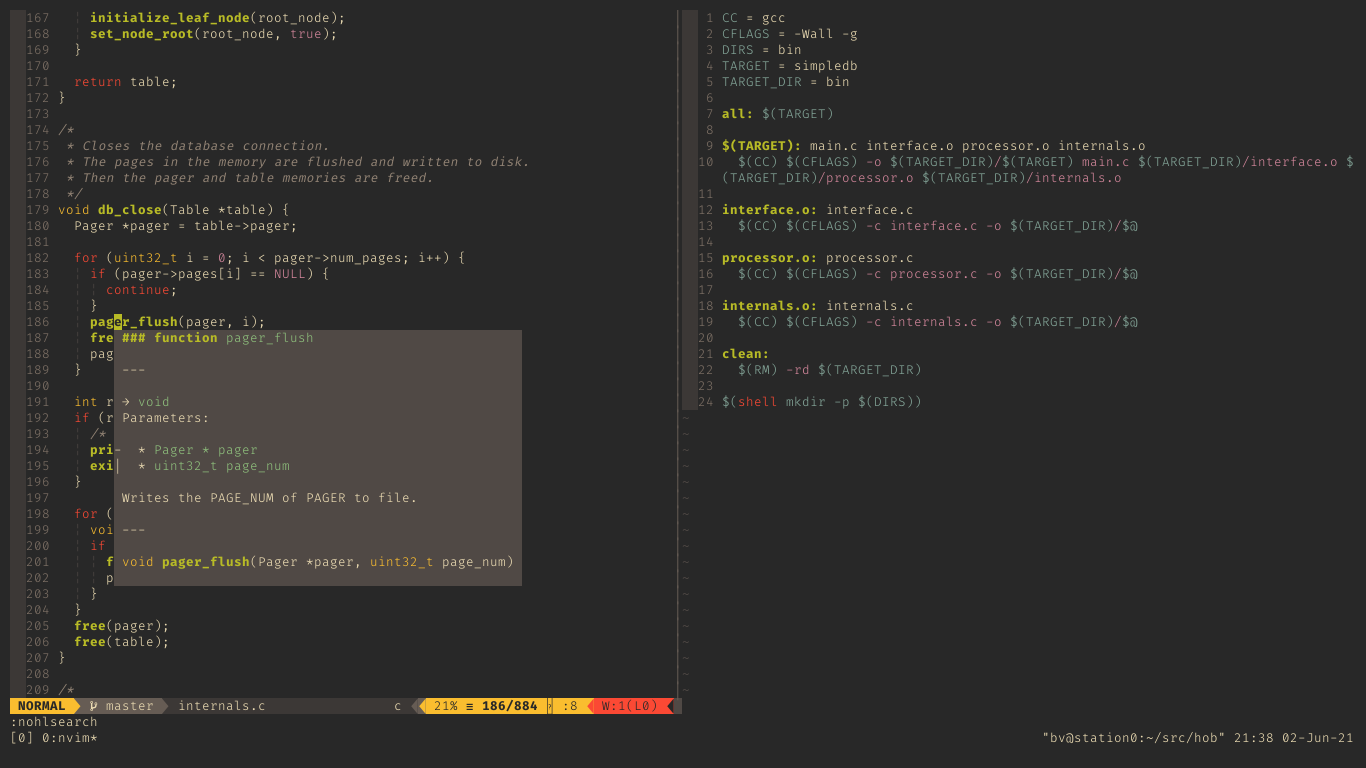 167     initialize_leaf_node(root_node);
168     set_node_root(root_node, true);
169   }
170
171   return table;
172 }
173
174 /*
175  * Closes the database connection.
176  * The pages in the memory are flushed and written to disk.
177  * Then the pager and table memories are freed.
178  */
179 void db_close(Table *table) {
180   Pager *pager = table->pager;
181
182   for (uint32_t i = 0; i < pager->num_pages; i++) {
183     if (pager->pages[i] == NULL) {
184       continue;
185     }
186     pager_flush(pager, i);
187     fre ### function pager_flush
188     pag
189   } ---
190
191   int r → void
192   if (r Parameters:
193     /*
194     pri-  * Pager * pager
195     exi|  * uint32_t page_num
196   }
197       Writes the PAGE_NUM of PAGER to file.
198   for (
199     voi ---
200     if
201       f void pager_flush(Pager *pager, uint32_t page_num)
202       p
203     }
204   }
205   free(pager);
206   free(table);
207 }
208
209 /*
NORMAL master internals.c c 21% ≡ 186/884 :8 W:1(L0)
1 CC = gcc
2 CFLAGS = -Wall -g
3 DIRS = bin
4 TARGET = simpledb
5 TARGET_DIR = bin
6
7 all: $(TARGET)
8
9 $(TARGET): main.c interface.o processor.o internals.o
10   $(CC) $(CFLAGS) -o $(TARGET_DIR)/$(TARGET) main.c $(TARGET_DIR)/interface.o $
(TARGET_DIR)/processor.o $(TARGET_DIR)/internals.o
11
12 interface.o: interface.c
13   $(CC) $(CFLAGS) -c interface.c -o $(TARGET_DIR)/$@
14
15 processor.o: processor.c
16   $(CC) $(CFLAGS) -c processor.c -o $(TARGET_DIR)/$@
17
18 internals.o: internals.c
19   $(CC) $(CFLAGS) -c internals.c -o $(TARGET_DIR)/$@
20
21 clean:
22   $(RM) -rd $(TARGET_DIR)
23
24 $(shell mkdir -p $(DIRS))
:nohlsearch
[0] 0:nvim* "bv@station0:~/src/hob" 21:38 02-Jun-21